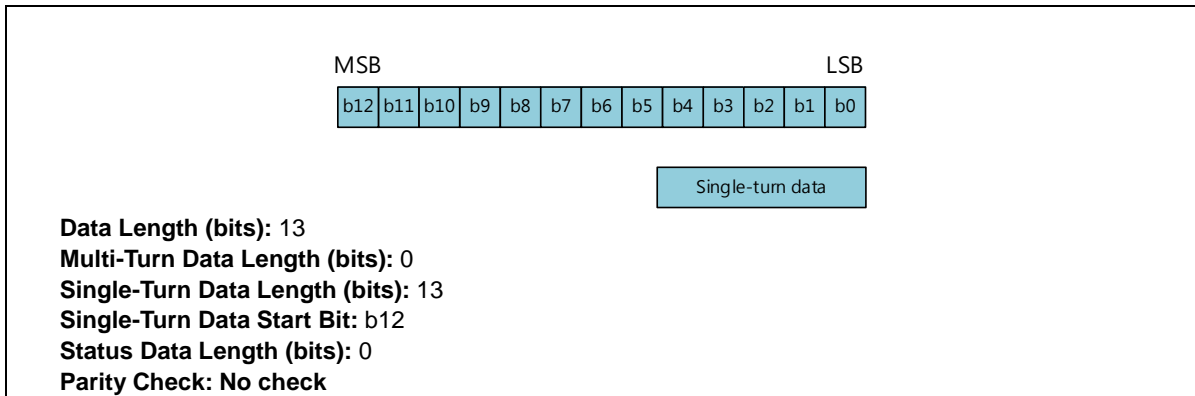 MSB LSB
b12 b11 b10 b9 b8 b7 b6 b5 b4 b3 b2 b1 b0
Single-turn data
Data Length (bits): 13
Multi-Turn Data Length (bits): 0
Single-Turn Data Length (bits): 13
Single-Turn Data Start Bit: b12
Status Data Length (bits): 0
Parity Check: No check